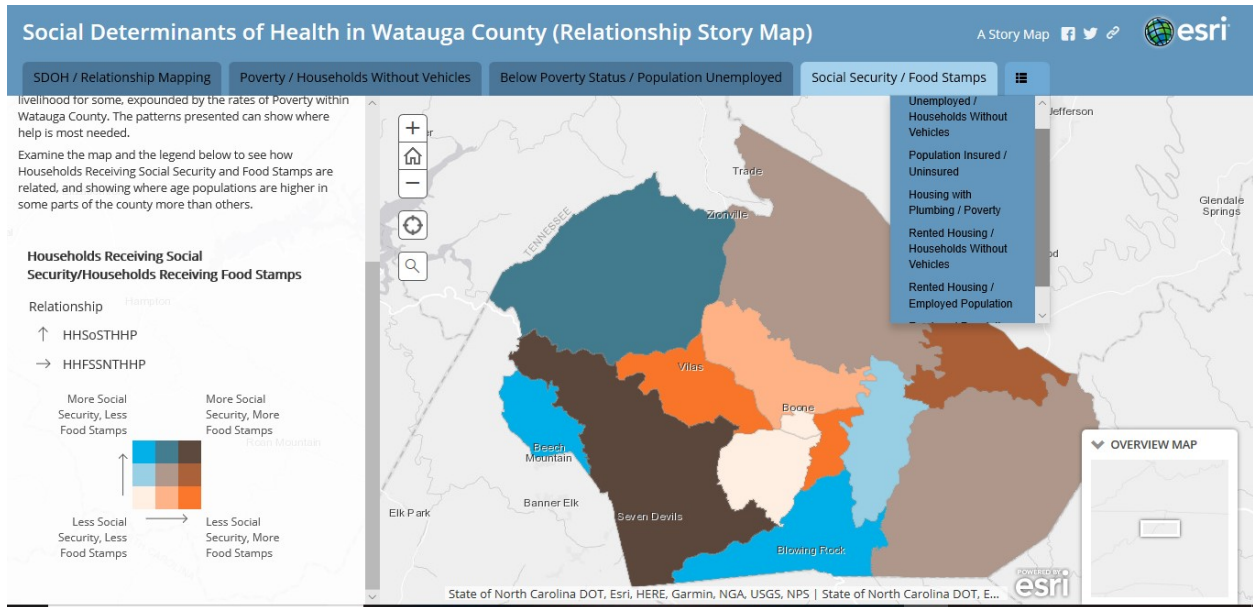 Social Determinants of Health in Watauga County (Relationship Story Map)
A Story Map
esri
SDOH / Relationship Mapping
Poverty / Households Without Vehicles
Below Poverty Status / Population Unemployed
Social Security / Food Stamps
livelihood for some, expounded by the rates of Poverty within
Watauga County. The patterns presented can show where
help is most needed.
Examine the map and the legend below to see how
Households Receiving Social Security and Food Stamps are
related, and showing where age populations are higher in
some parts of the county more than others.
Households Receiving Social
Security/Households Receiving Food Stamps
Relationship
Hampton
↑ HHSoSTHHP
→ HHFSSNTHHP
More Social
Security, Less
Food Stamps
More Social
Security, More
Food Stamps
Roan Mountain
Less Social
Security, Less
Food Stamps
Less Social
Security, More
Food Stamps
Unemployed /
Households Without
Vehicles
Population Insured /
Uninsured
Housing with
Plumbing / Poverty
Rented Housing /
Households Without
Vehicles
Rented Housing /
Employed Population
Jefferson
Glendale
Springs
Trade
Zionville
TENNESSEE
Vilas
Boone
Beech
Mountain
Banner Elk
Elk Park
Seven Devils
Blowing Rock
OVERVIEW MAP
POWERED BY
esri
State of North Carolina DOT, Esri, HERE, Garmin, NGA, USGS, NPS | State of North Carolina DOT, E...